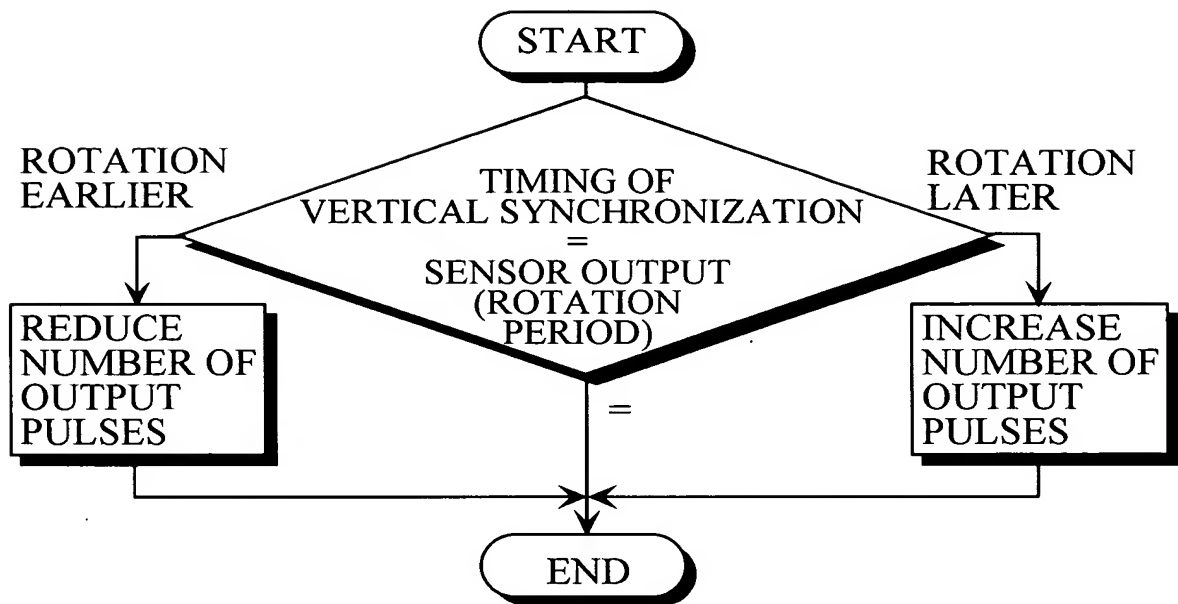 START
ROTATION
EARLIER
TIMING OF
VERTICAL SYNCHRONIZATION
=
SENSOR OUTPUT
(ROTATION
PERIOD)
ROTATION
LATER
REDUCE
NUMBER OF
OUTPUT
PULSES
=
INCREASE
NUMBER OF
OUTPUT
PULSES
END